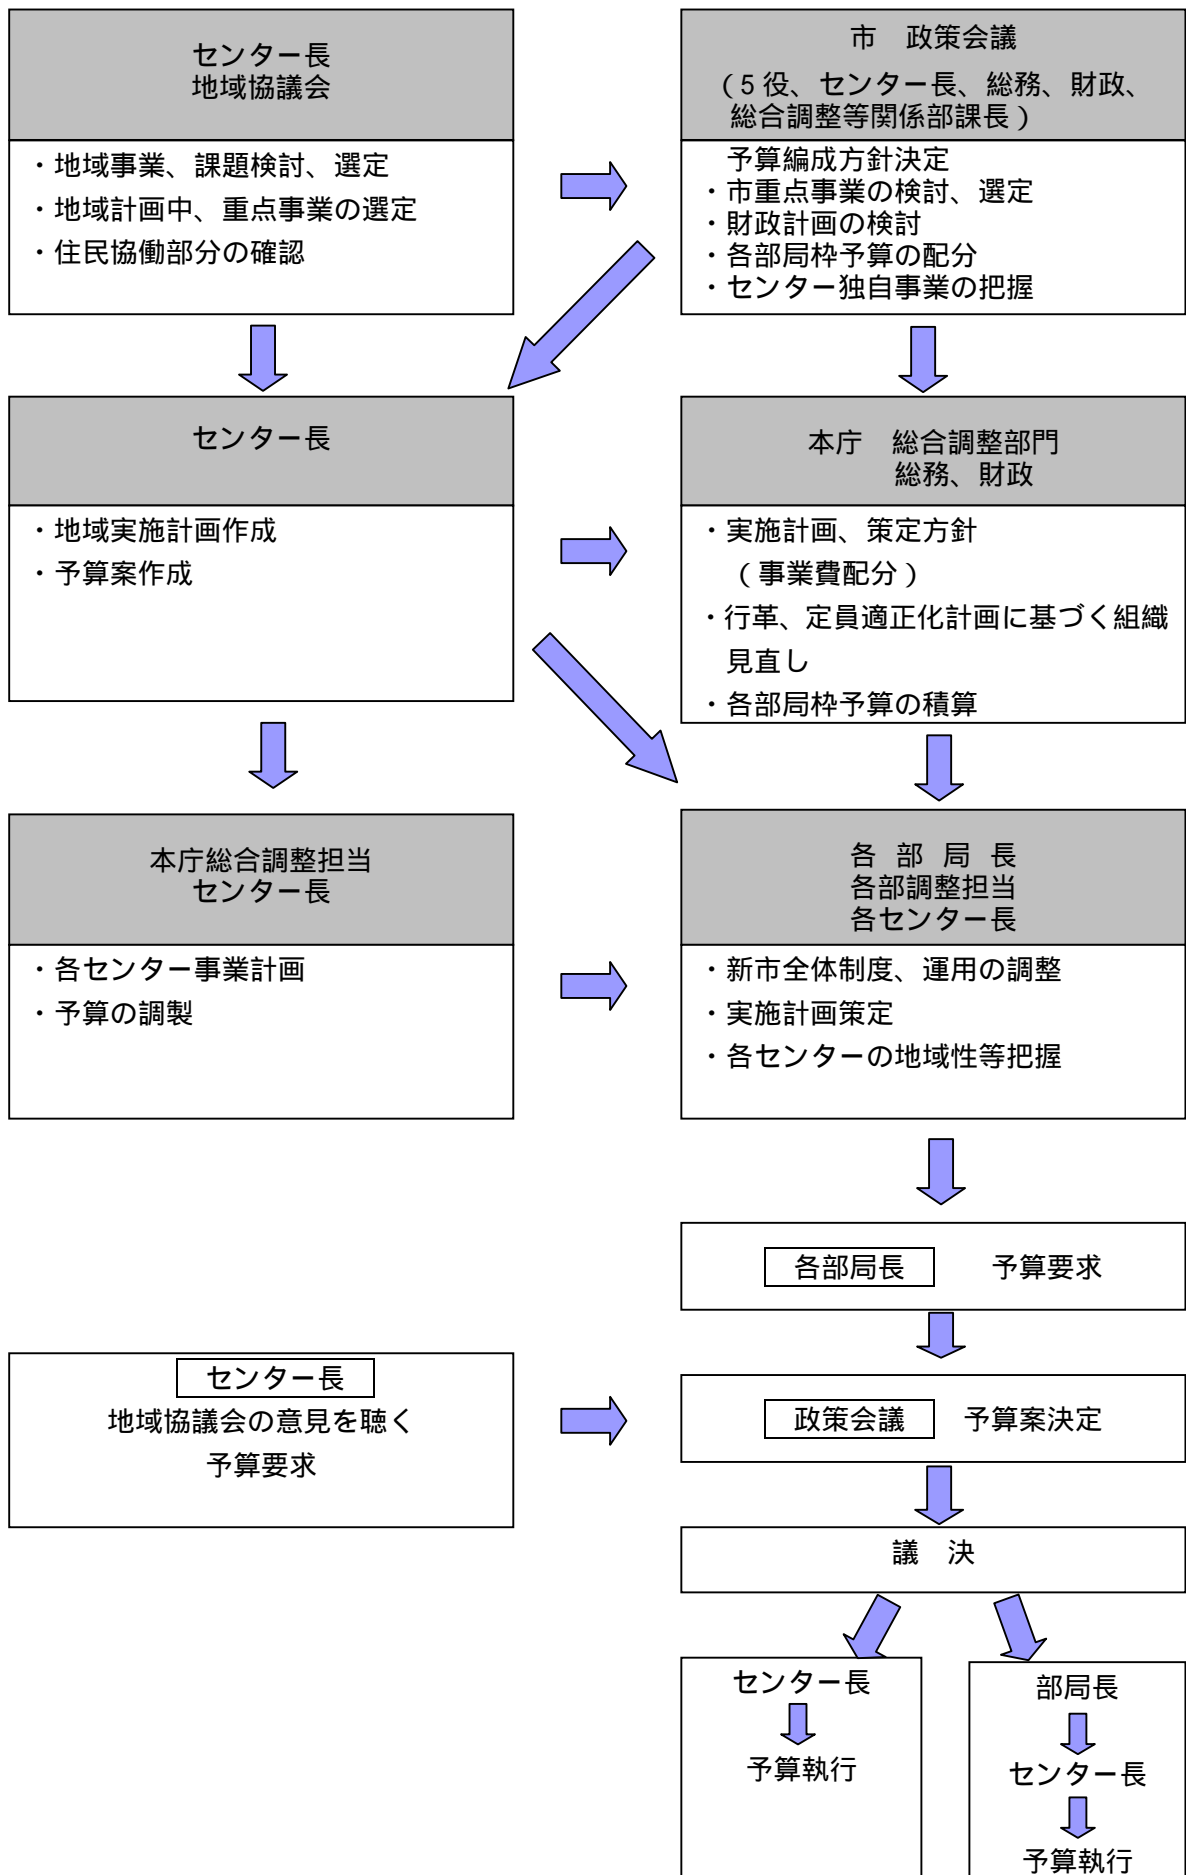 センター長
地域協議会
・地域事業、課題検討、選定
・地域計画中、重点事業の選定
・住民協働部分の確認
市　政策会議
（5役、センター長、総務、財政、
総合調整等関係部課長）
予算編成方針決定
・市重点事業の検討、選定
・財政計画の検討
・各部局枠予算の配分
・センター独自事業の把握
センター長
・地域実施計画作成
・予算案作成
本庁　総合調整部門
総務、財政
・実施計画、策定方針
（事業費配分）
・行革、定員適正化計画に基づく組織
見直し
・各部局枠予算の積算
本庁総合調整担当
センター長
・各センター事業計画
・予算の調製
各 部 局 長
各部調整担当
各センター長
・新市全体制度、運用の調整
・実施計画策定
・各センターの地域性等把握
各部局長　予算要求
センター長
地域協議会の意見を聴く
予算要求
政策会議　予算案決定
議　決
センター長
予算執行
部局長
センター長
予算執行